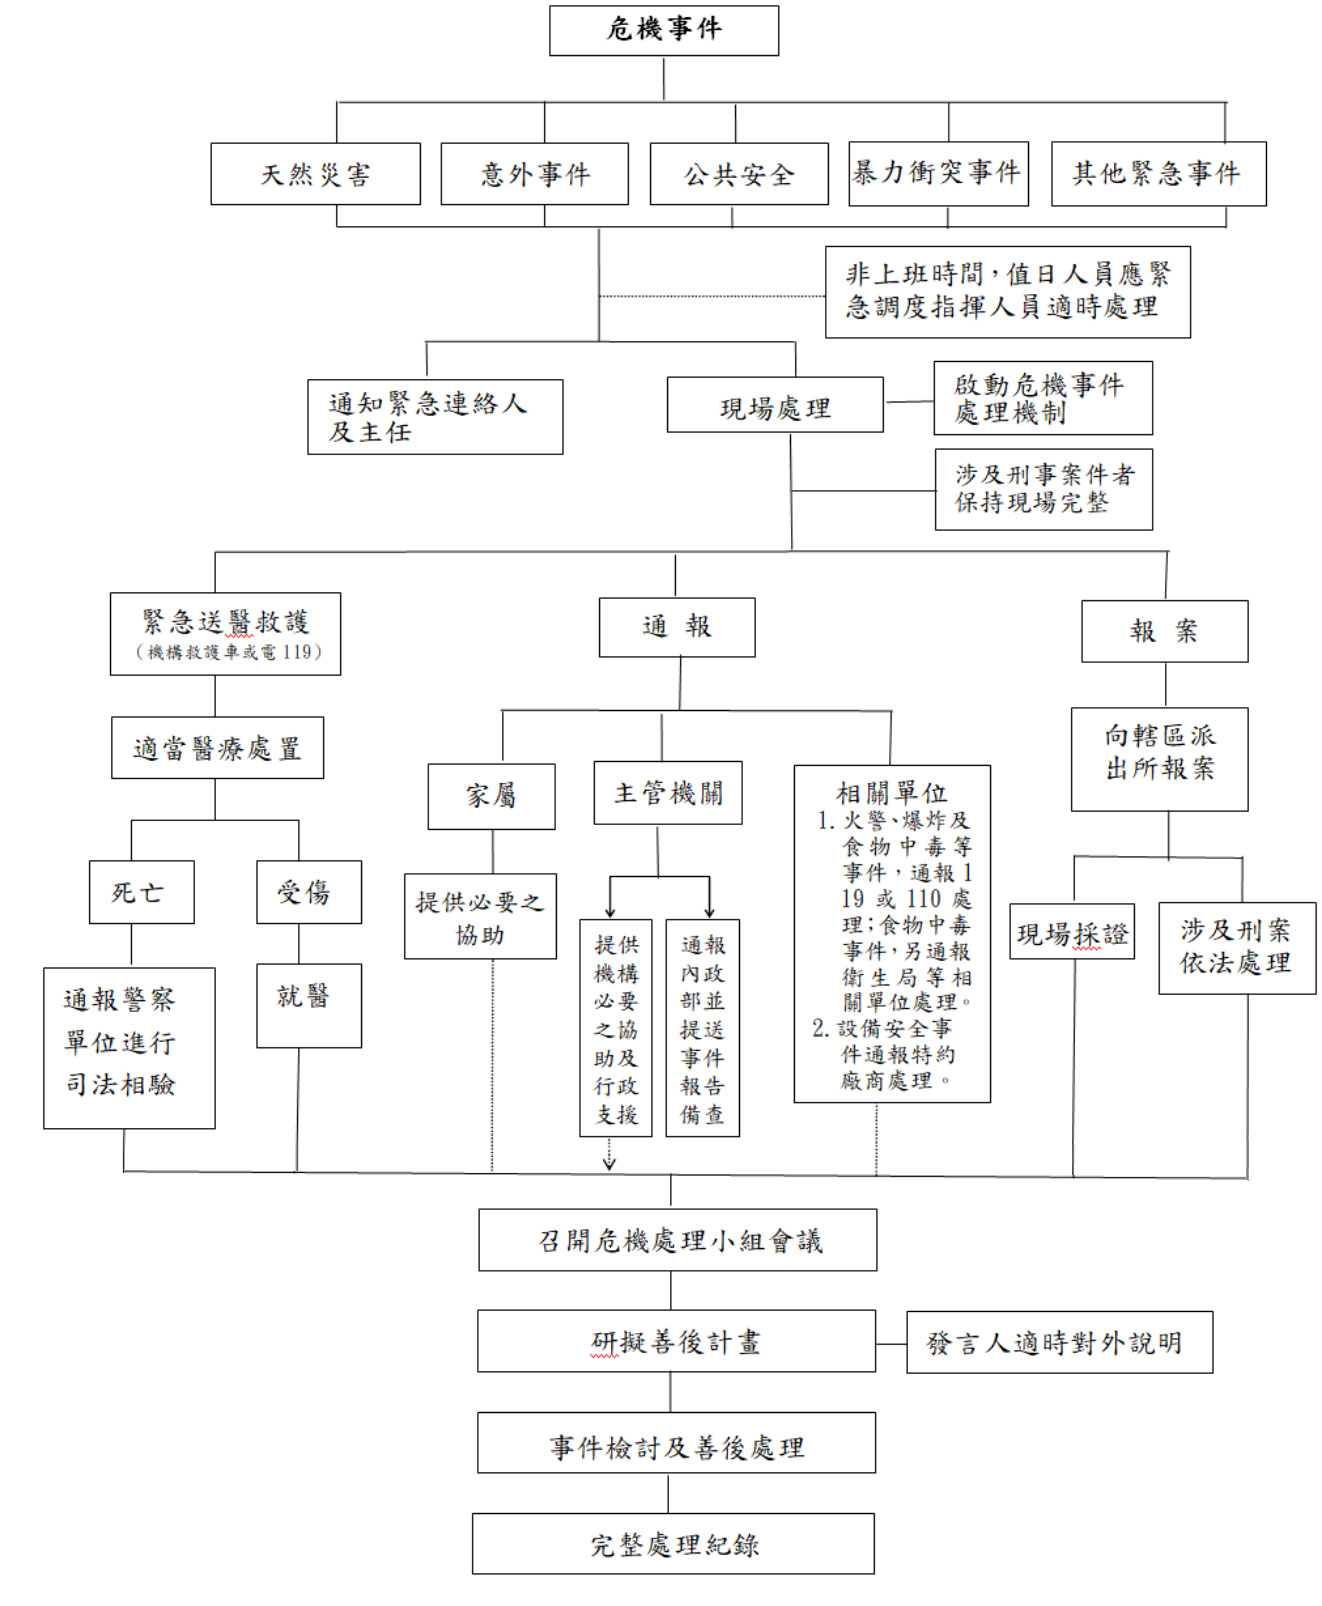 危機事件
天然災害
意外事件
公共安全
暴力衝突事件
其他緊急事件
非上班時間，值日人員應緊
急調度指揮人員適時處理
通知緊急連絡人
及主任
現場處理
啟動危機事件
處理機制
涉及刑事案件者
保持現場完整
緊急送醫救護
（機構救護車或電119）
通 報
報 案
適當醫療處置
向轄區派
出所報案
家屬
主管機關
相關單位
1. 火警、爆炸及
食物中毒等
事件，通報1
19 或 110 處
理；食物中毒
事件，另通報
衛生局等相
關單位處理。
2. 設備安全事
件通報特約
廠商處理。
死亡
受傷
提供必要之
協助
現場採證
涉及刑案
依法處理
提供
機構
必要
之協
助及
行政
支援
通報
內政
部並
提送
事件
報告
備查
通報警察
單位進行
司法相驗
就醫
召開危機處理小組會議
研擬善後計畫
發言人適時對外說明
事件檢討及善後處理
完整處理紀錄